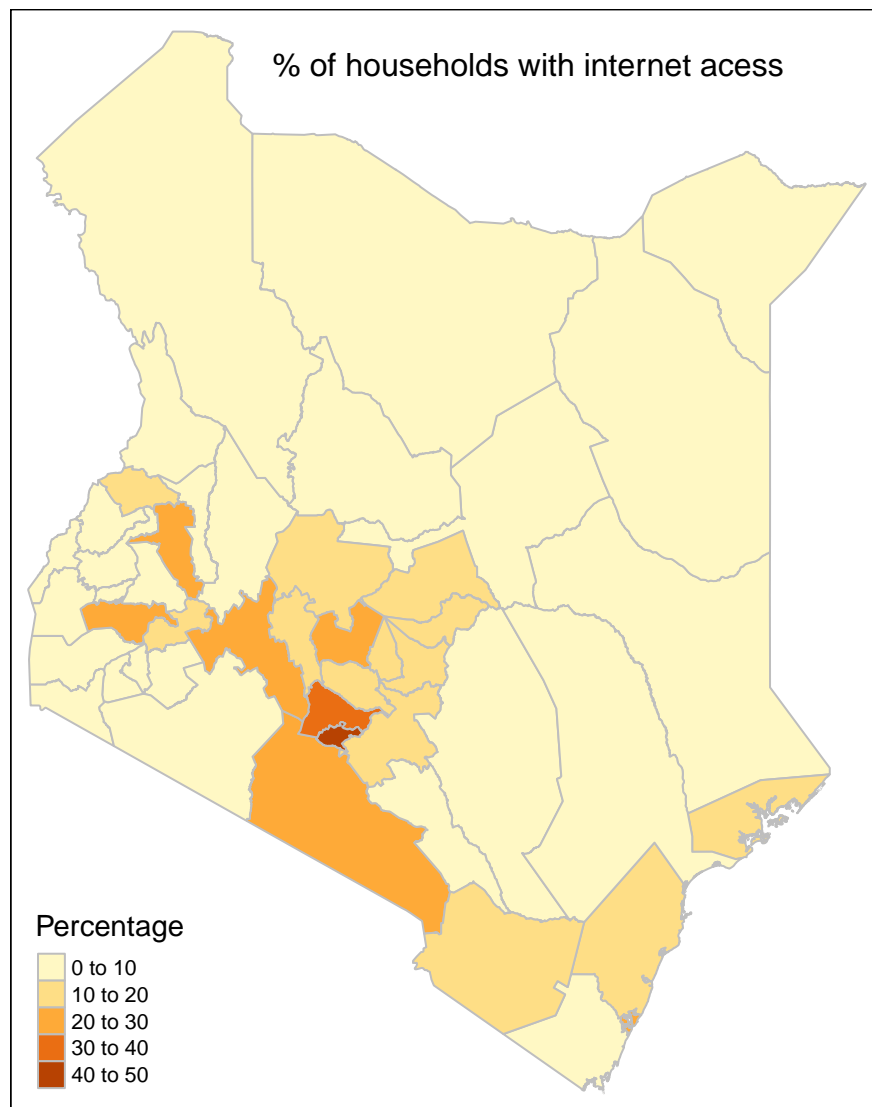 % of households with internet acess
Percentage
0 to 10
10 to 20
20 to 30
30 to 40
40 to 50